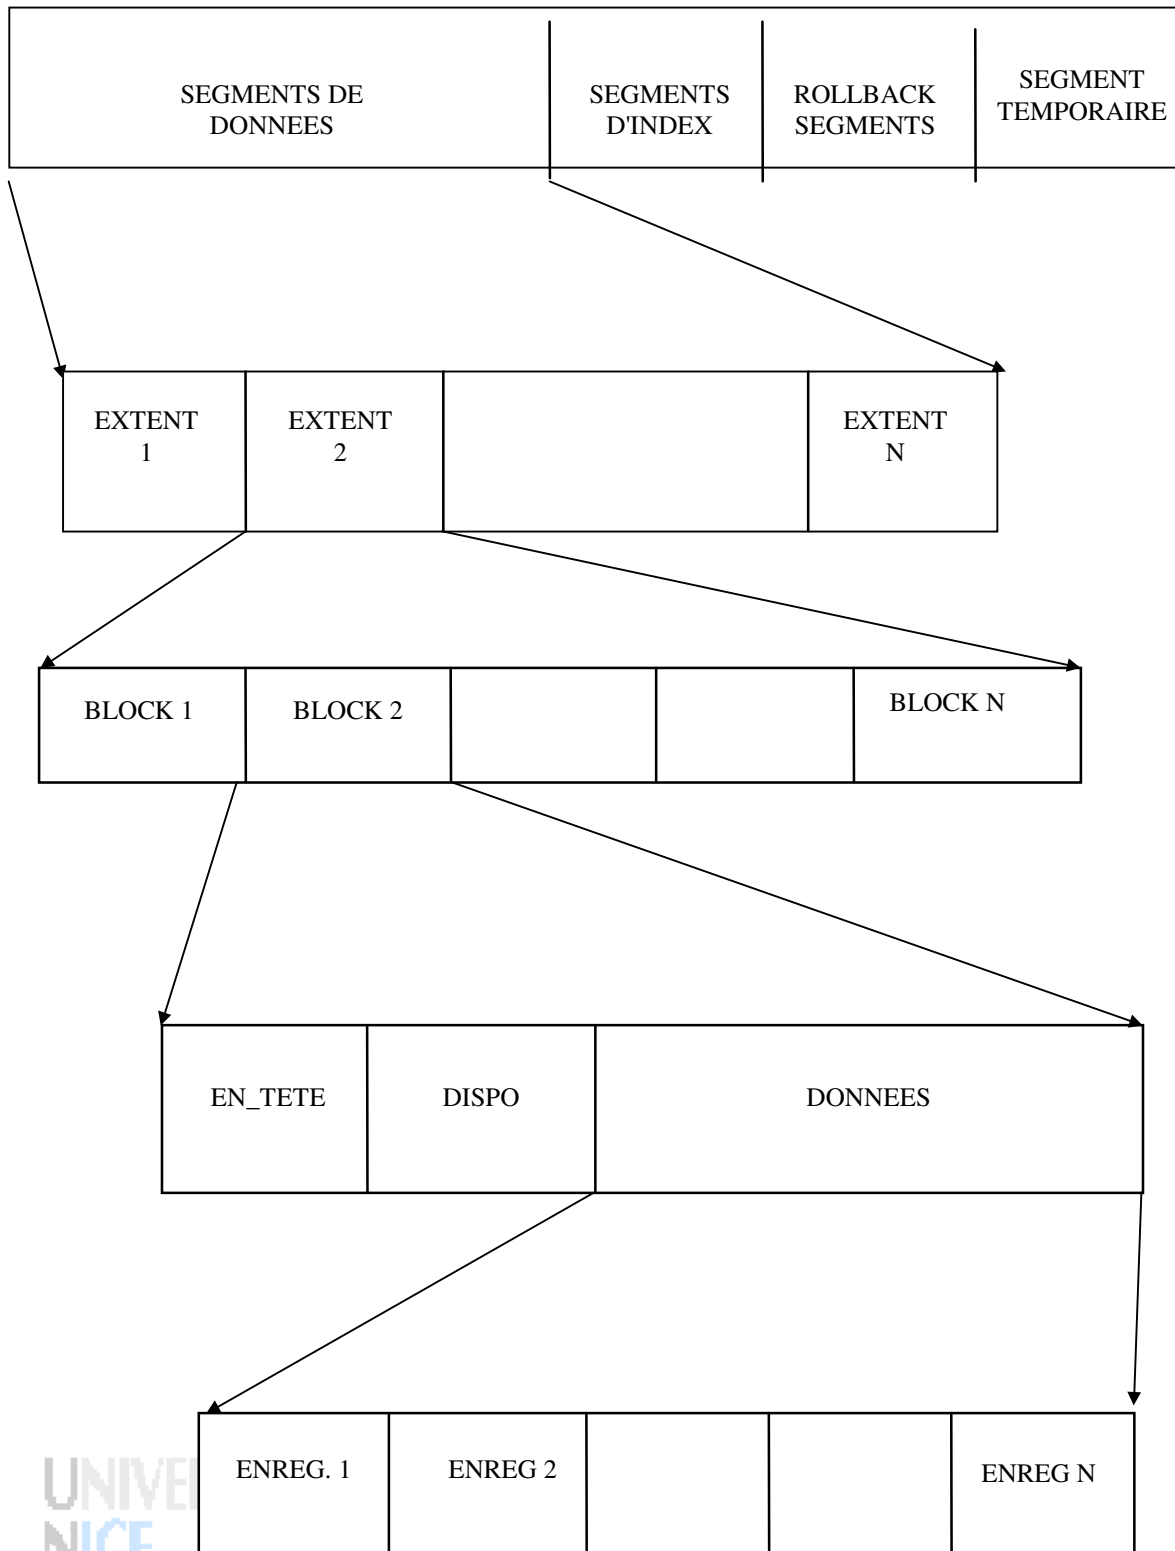 SEGMENTS DE
DONNEES
SEGMENTS
D'INDEX
ROLLBACK
SEGMENTS
SEGMENT
TEMPORAIRE
EXTENT
1
EXTENT
2
EXTENT
N
BLOCK 1
BLOCK 2
BLOCK N
EN_TETE
DISPO
DONNEES
ENREG. 1
ENREG 2
ENREG N
NICE